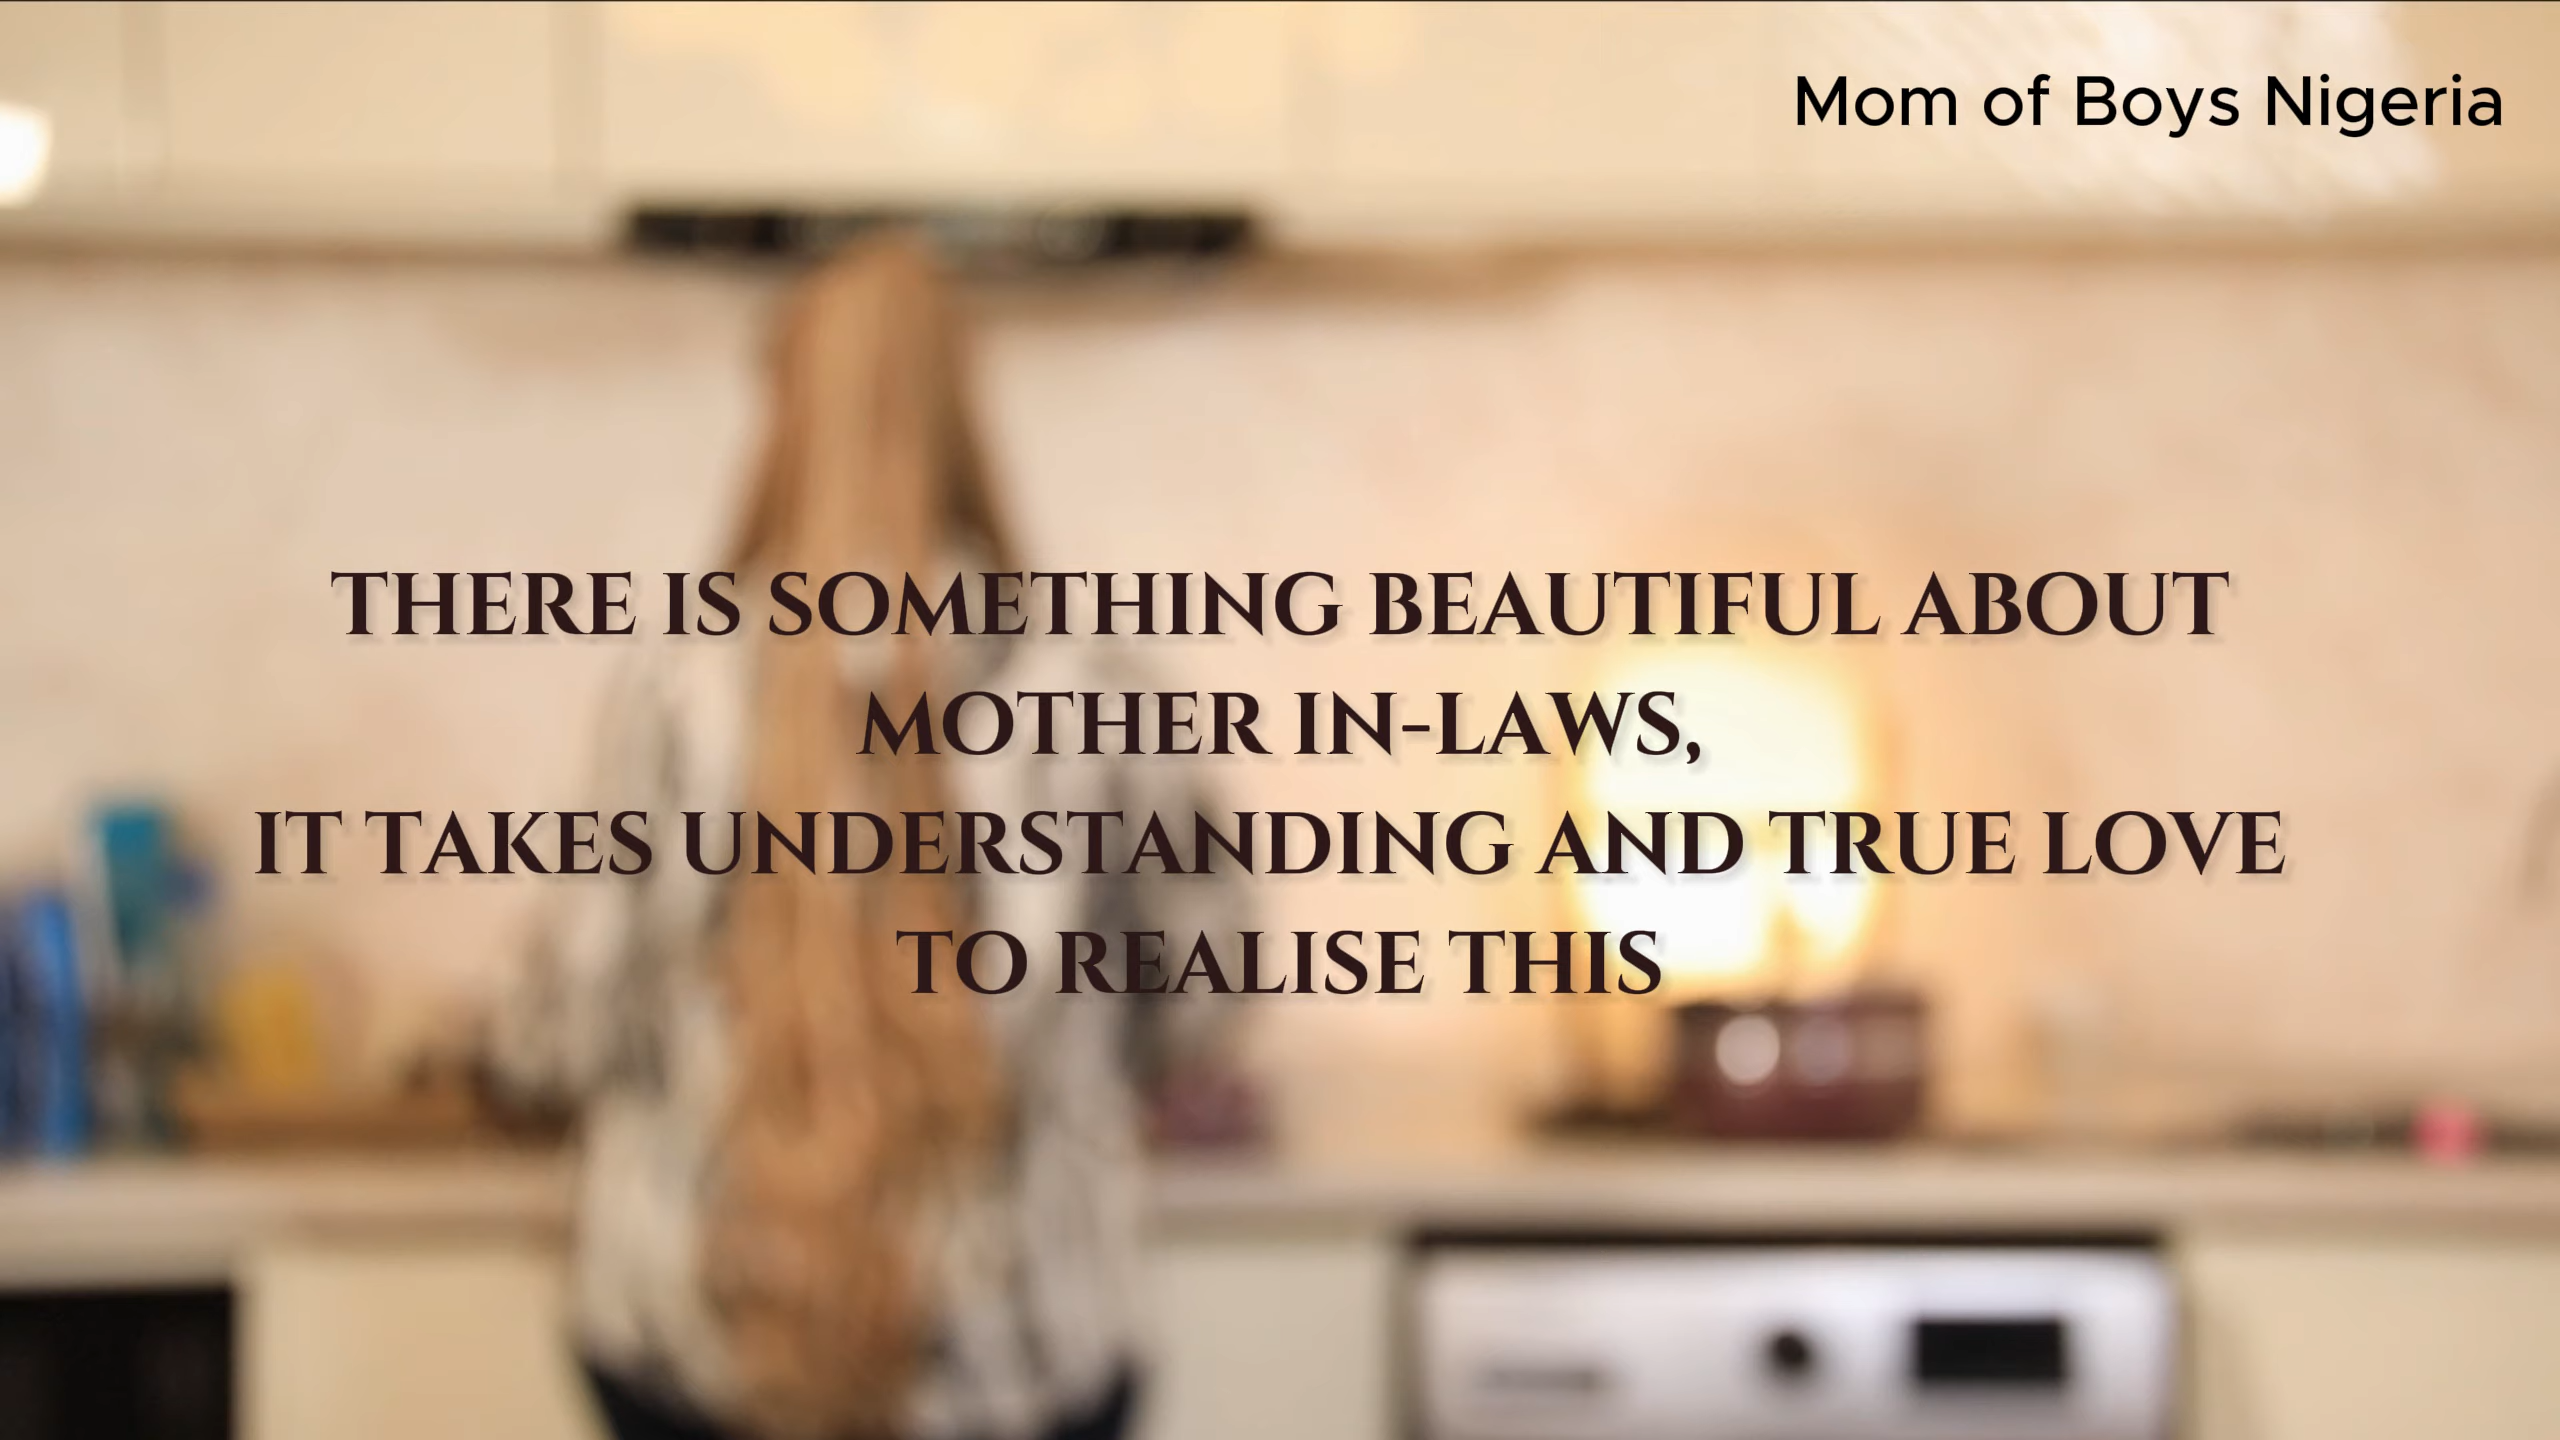 Mom of Boys Nigeria
THERE IS SOMETHING BEAUTIFUL ABOUT
MOTHER IN-LAWS,
IT TAKES UNDERSTANDING AND TRUE LOVE
TO REALISE THIS